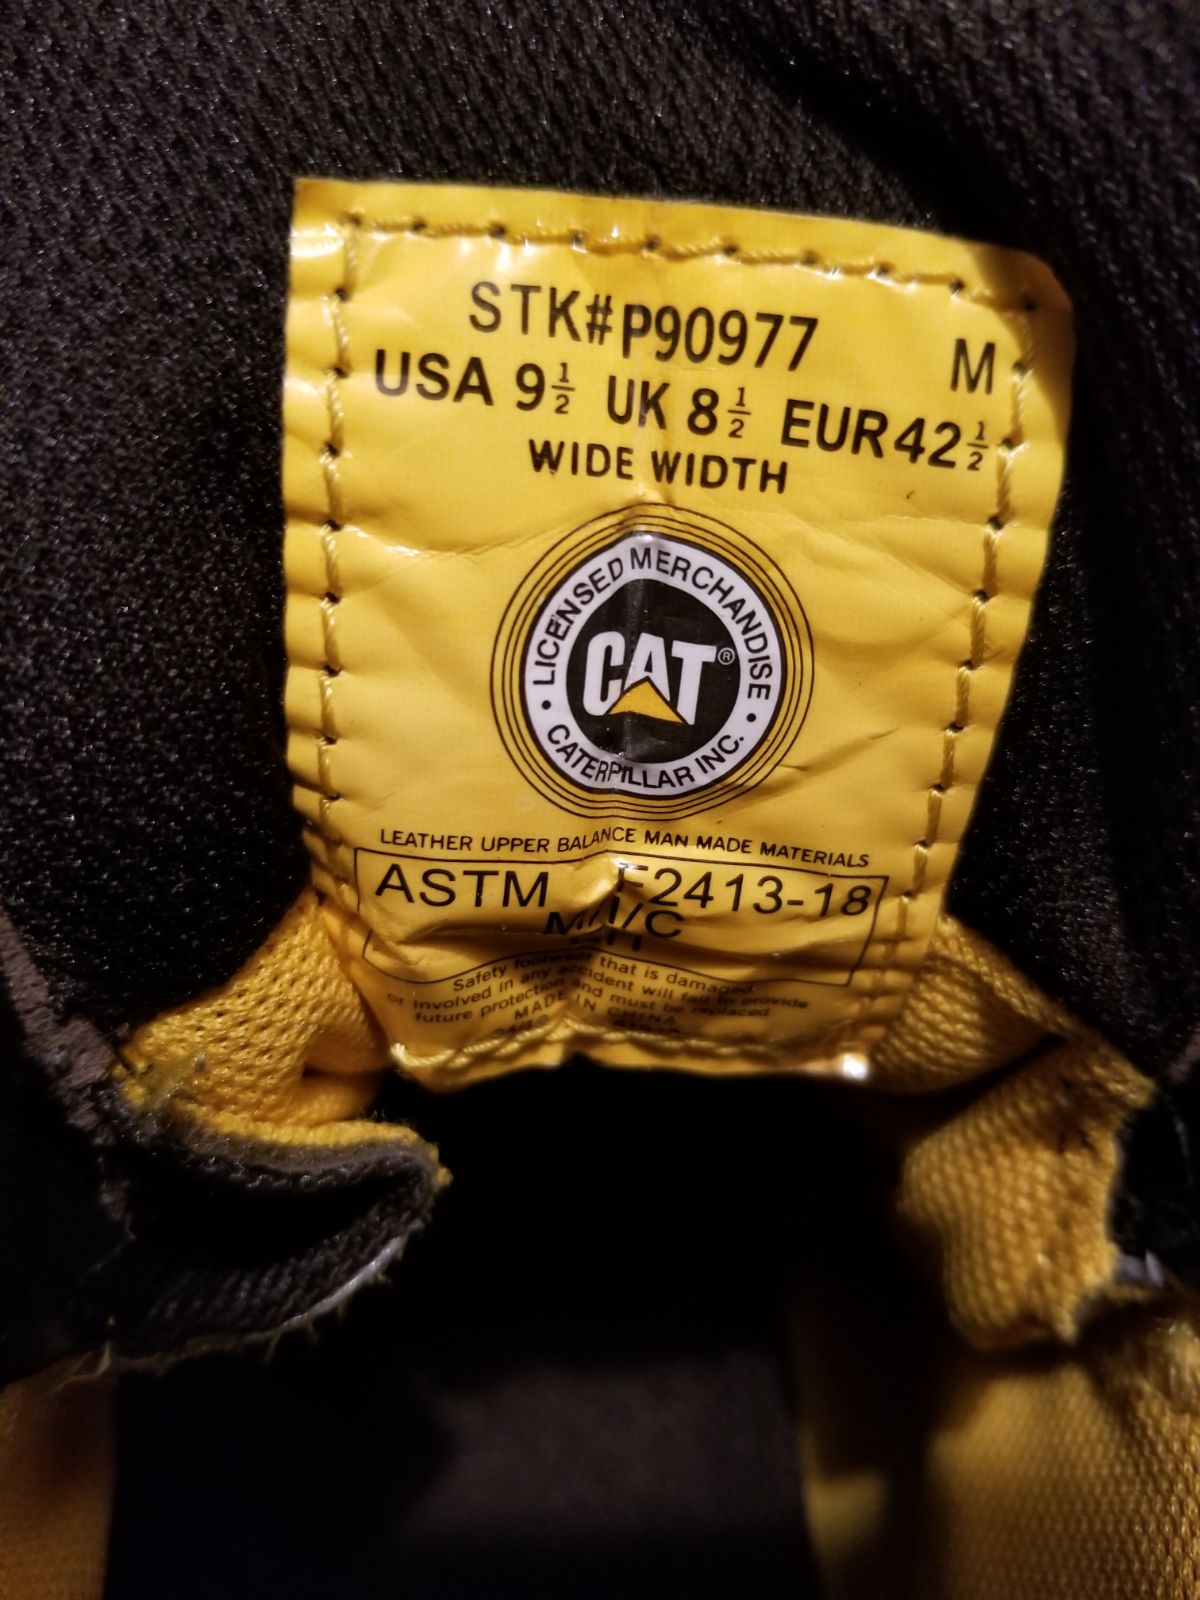 STK#P90977 M
USA 9½ UK 8½ EUR 42½
WIDE WIDTH
LICENSED MERCHANDISE
CAT®
• CATERPILLAR INC. •
LEATHER UPPER BALANCE MAN MADE MATERIALS
ASTM F2413-18
M/I/C
EH
Safety footwear that is damaged
or involved in any accident will fail to provide
future protection and must be replaced
MADE IN CHINA